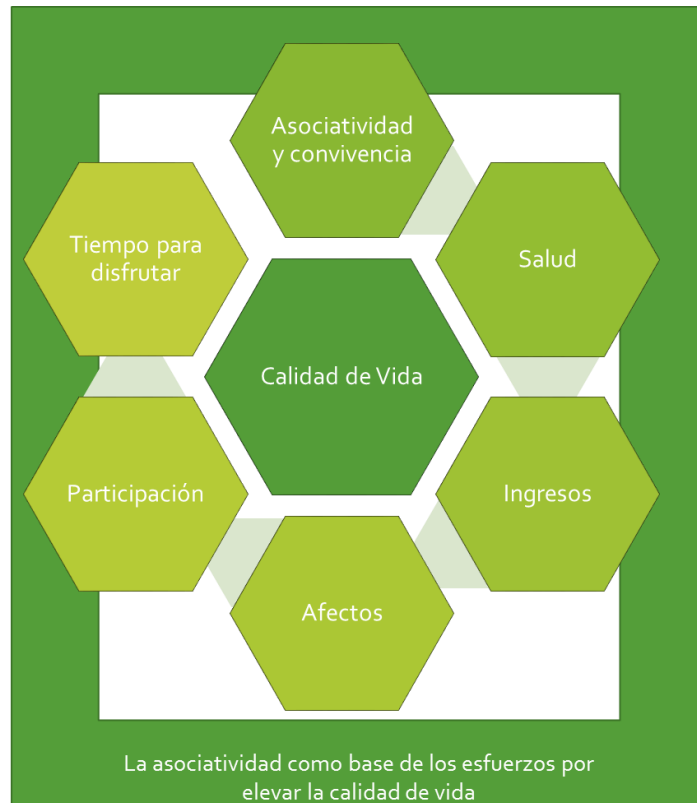 Asociatividad
y convivencia
Tiempo para
disfrutar
Salud
Calidad de Vida
Participación
Ingresos
Afectos
La asociatividad como base de los esfuerzos por
elevar la calidad de vida